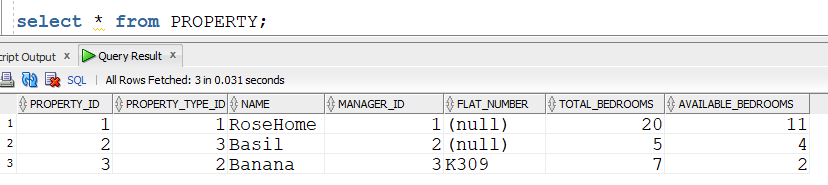 select * from PROPERTY;
cript Output x Query Result x
SQL | All Rows Fetched: 3 in 0.031 seconds
PROPERTY_ID PROPERTY_TYPE_ID NAME MANAGER_ID FLAT_NUMBER TOTAL_BEDROOMS AVAILABLE_BEDROOMS
1 1 1 RoseHome 1 (null) 20 11
2 2 3 Basil 2 (null) 5 4
3 3 2 Banana 3 K309 7 2